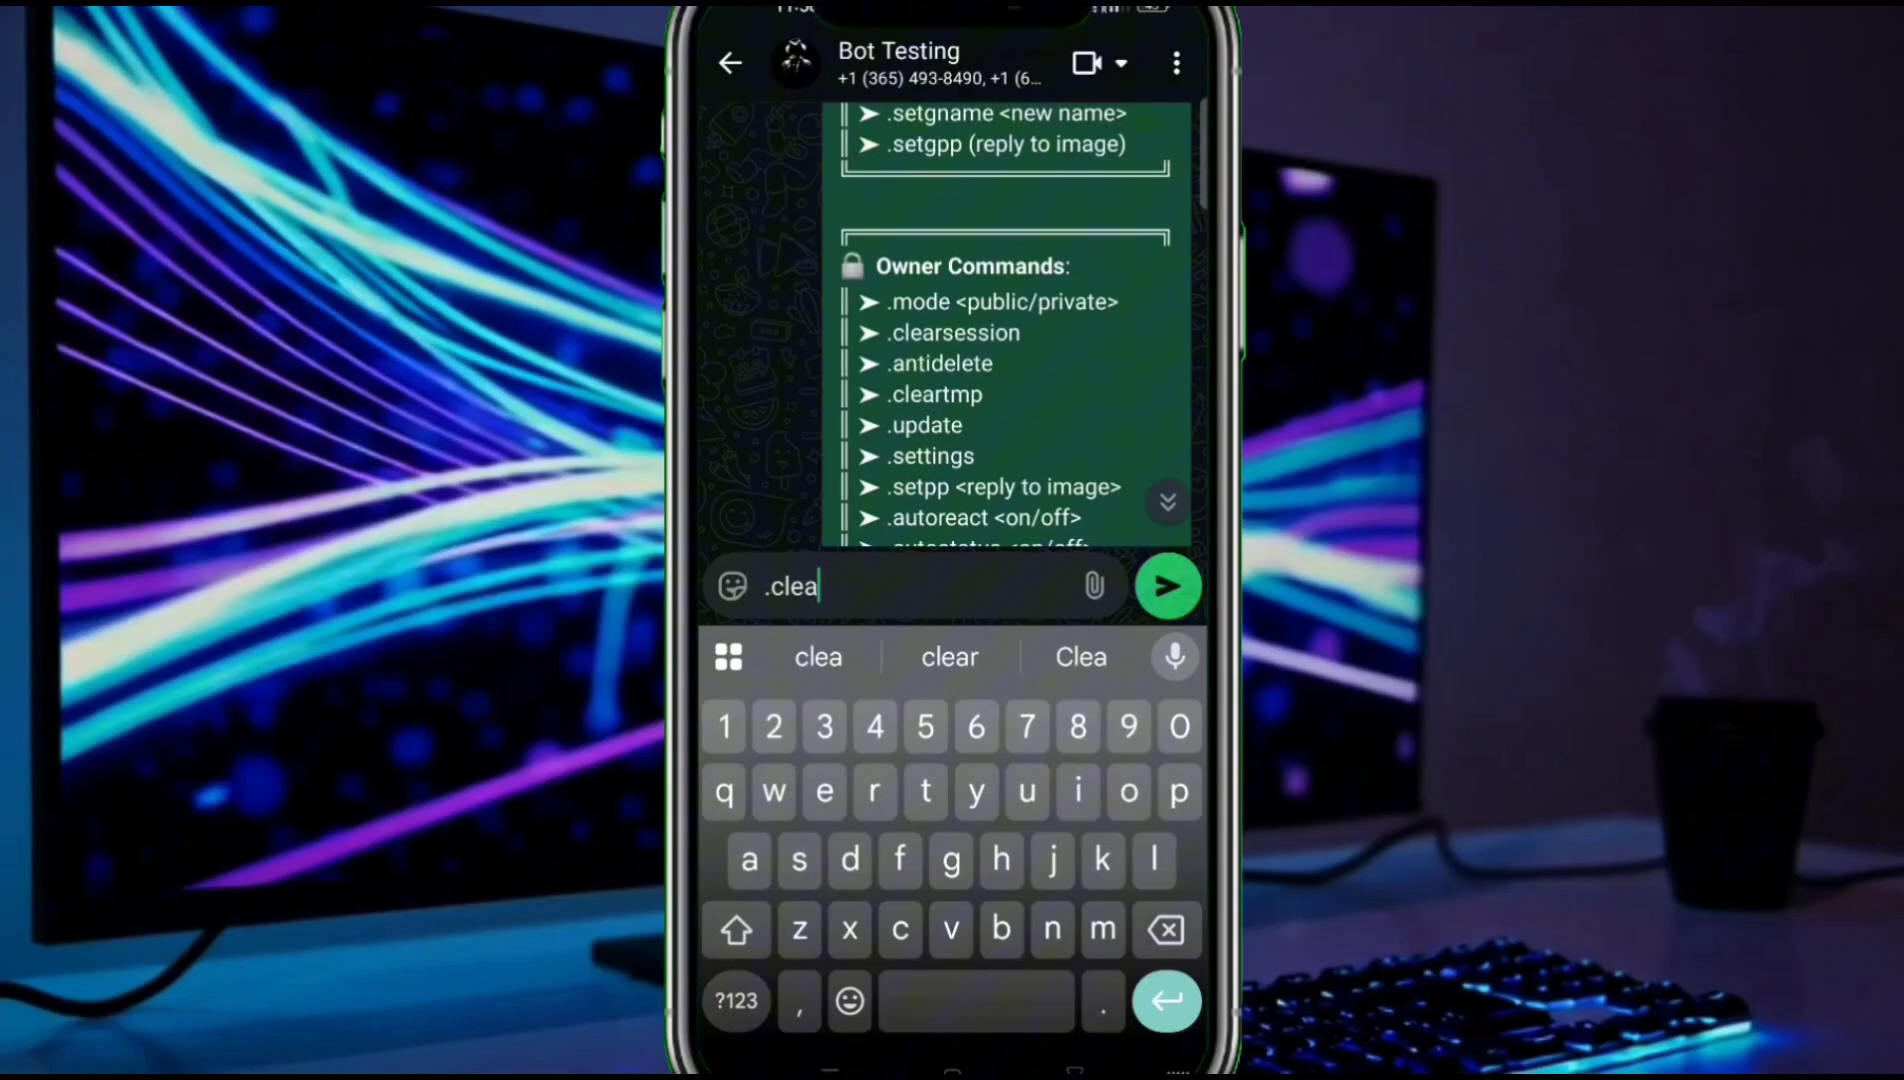 Bot Testing
+1 (365) 493-8490, +1 (6...
➤ .setgname <new name>
➤ .setgpp (reply to image)
Owner Commands:
➤ .mode <public/private>
➤ .clearsession
➤ .antidelete
➤ .cleartmp
➤ .update
➤ .settings
➤ .setpp <reply to image>
➤ .autoreact <on/off>
.clea
clea clear Clea
1 2 3 4 5 6 7 8 9 0
q w e r t y u i o p
a s d f g h j k l
z x c v b n m
?123 , .